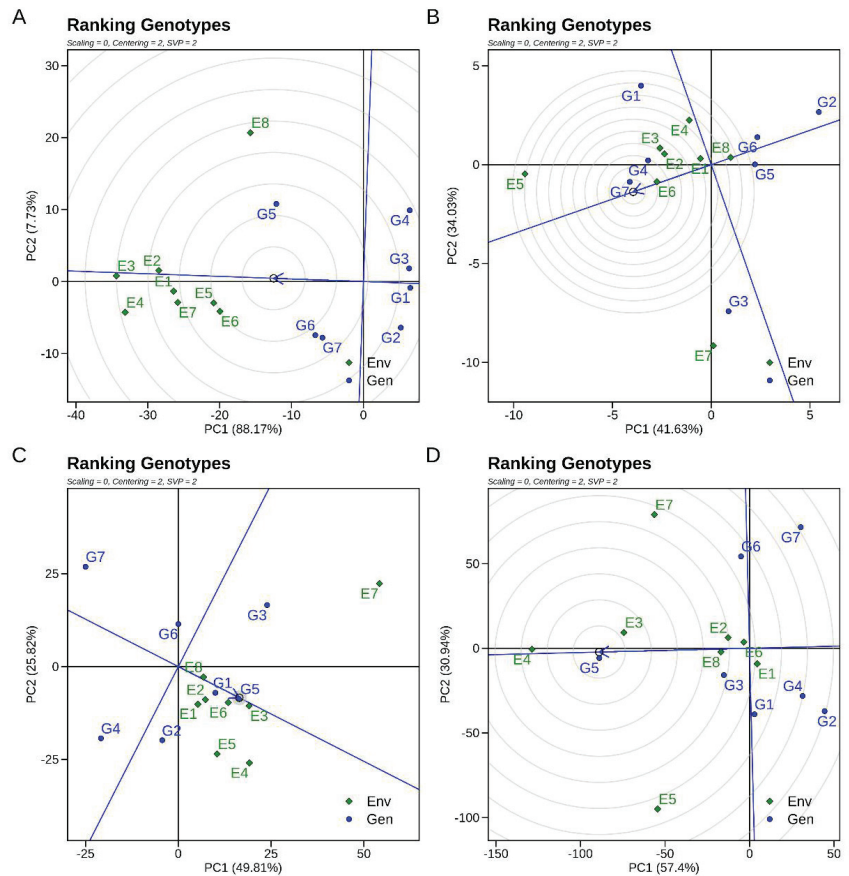 A
Ranking Genotypes
Scaling = 0, Centering = 2, SVP = 2
30
20
10
0
-10
PC2 (7.73%)
E8
G5
G4
G3
G1
G2
G6
G7
E3
E2
E1
E4
E7
E5
E6
Env
Gen
-40
-30
-20
-10
0
PC1 (88.17%)
B
Ranking Genotypes
Scaling = 0, Centering = 2, SVP = 2
5
0
-5
-10
PC2 (34.03%)
G1
G2
E4
E3
E2
E1
E8
G6
G5
G4
G7
E6
E5
G3
E7
Env
Gen
-10
-5
0
5
PC1 (41.63%)
C
Ranking Genotypes
Scaling = 0, Centering = 2, SVP = 2
25
0
-25
PC2 (25.82%)
G7
G6
G3
E7
E8
G1
G5
E2
E1
E6
E3
G4
G2
E5
E4
Env
Gen
-25
0
25
50
PC1 (49.81%)
D
Ranking Genotypes
Scaling = 0, Centering = 2, SVP = 2
50
0
-50
-100
PC2 (30.94%)
E7
G7
G6
E3
E2
E4
G5
E8
E6
E1
G3
G4
G1
G2
E5
Env
Gen
-150
-100
-50
0
50
PC1 (57.4%)